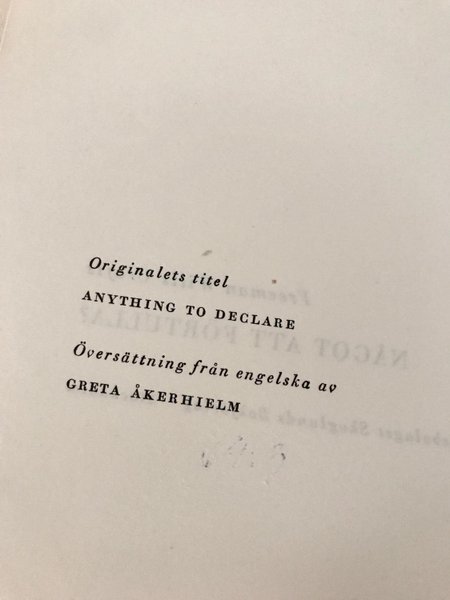 Originalets titel
ANYTHING TO DECLARE
Översättning från engelska av
GRETA ÅKERHIELM